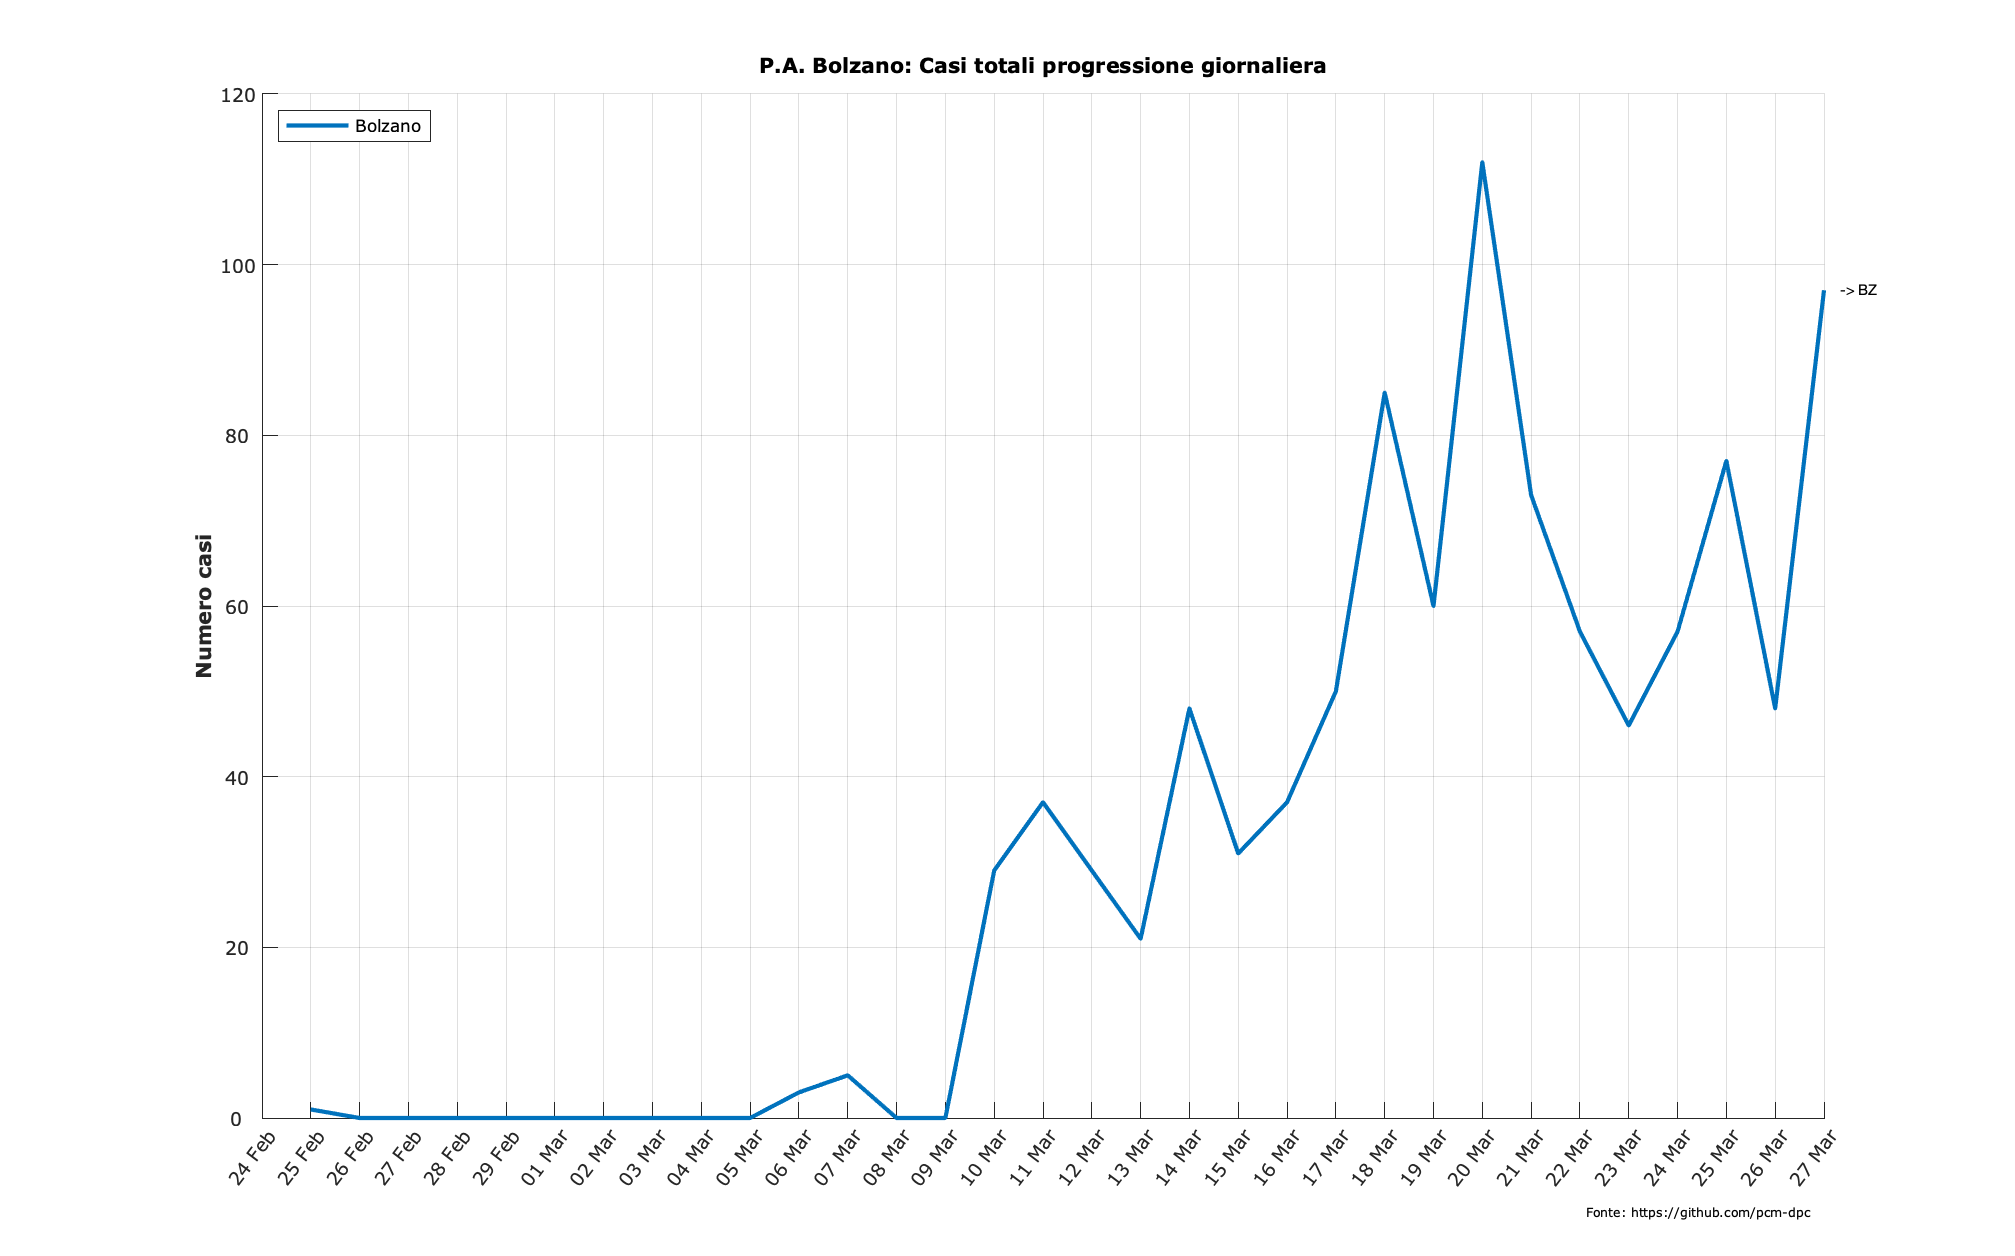 P.A. Bolzano: Casi totali progressione giornaliera
Bolzano
120
100
80
60
40
20
0
Numero casi
-> BZ
24 Feb
25 Feb
26 Feb
27 Feb
28 Feb
29 Feb
01 Mar
02 Mar
03 Mar
04 Mar
05 Mar
06 Mar
07 Mar
08 Mar
09 Mar
10 Mar
11 Mar
12 Mar
13 Mar
14 Mar
15 Mar
16 Mar
17 Mar
18 Mar
19 Mar
20 Mar
21 Mar
22 Mar
23 Mar
24 Mar
25 Mar
26 Mar
27 Mar
Fonte: https://github.com/pcm-dpc